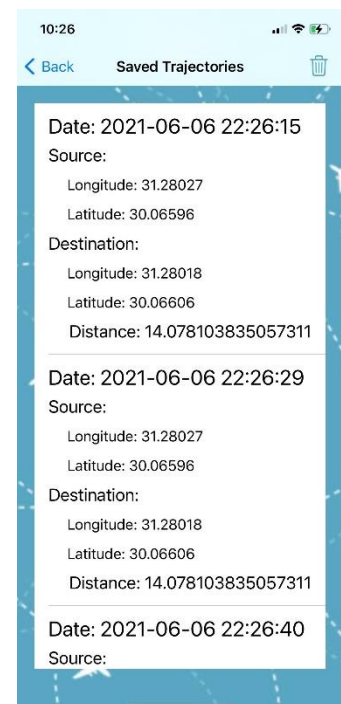 10:26
Back Saved Trajectories
Date: 2021-06-06 22:26:15
Source:
Longitude: 31.28027
Latitude: 30.06596
Destination:
Longitude: 31.28018
Latitude: 30.06606
Distance: 14.078103835057311
Date: 2021-06-06 22:26:29
Source:
Longitude: 31.28027
Latitude: 30.06596
Destination:
Longitude: 31.28018
Latitude: 30.06606
Distance: 14.078103835057311
Date: 2021-06-06 22:26:40
Source: